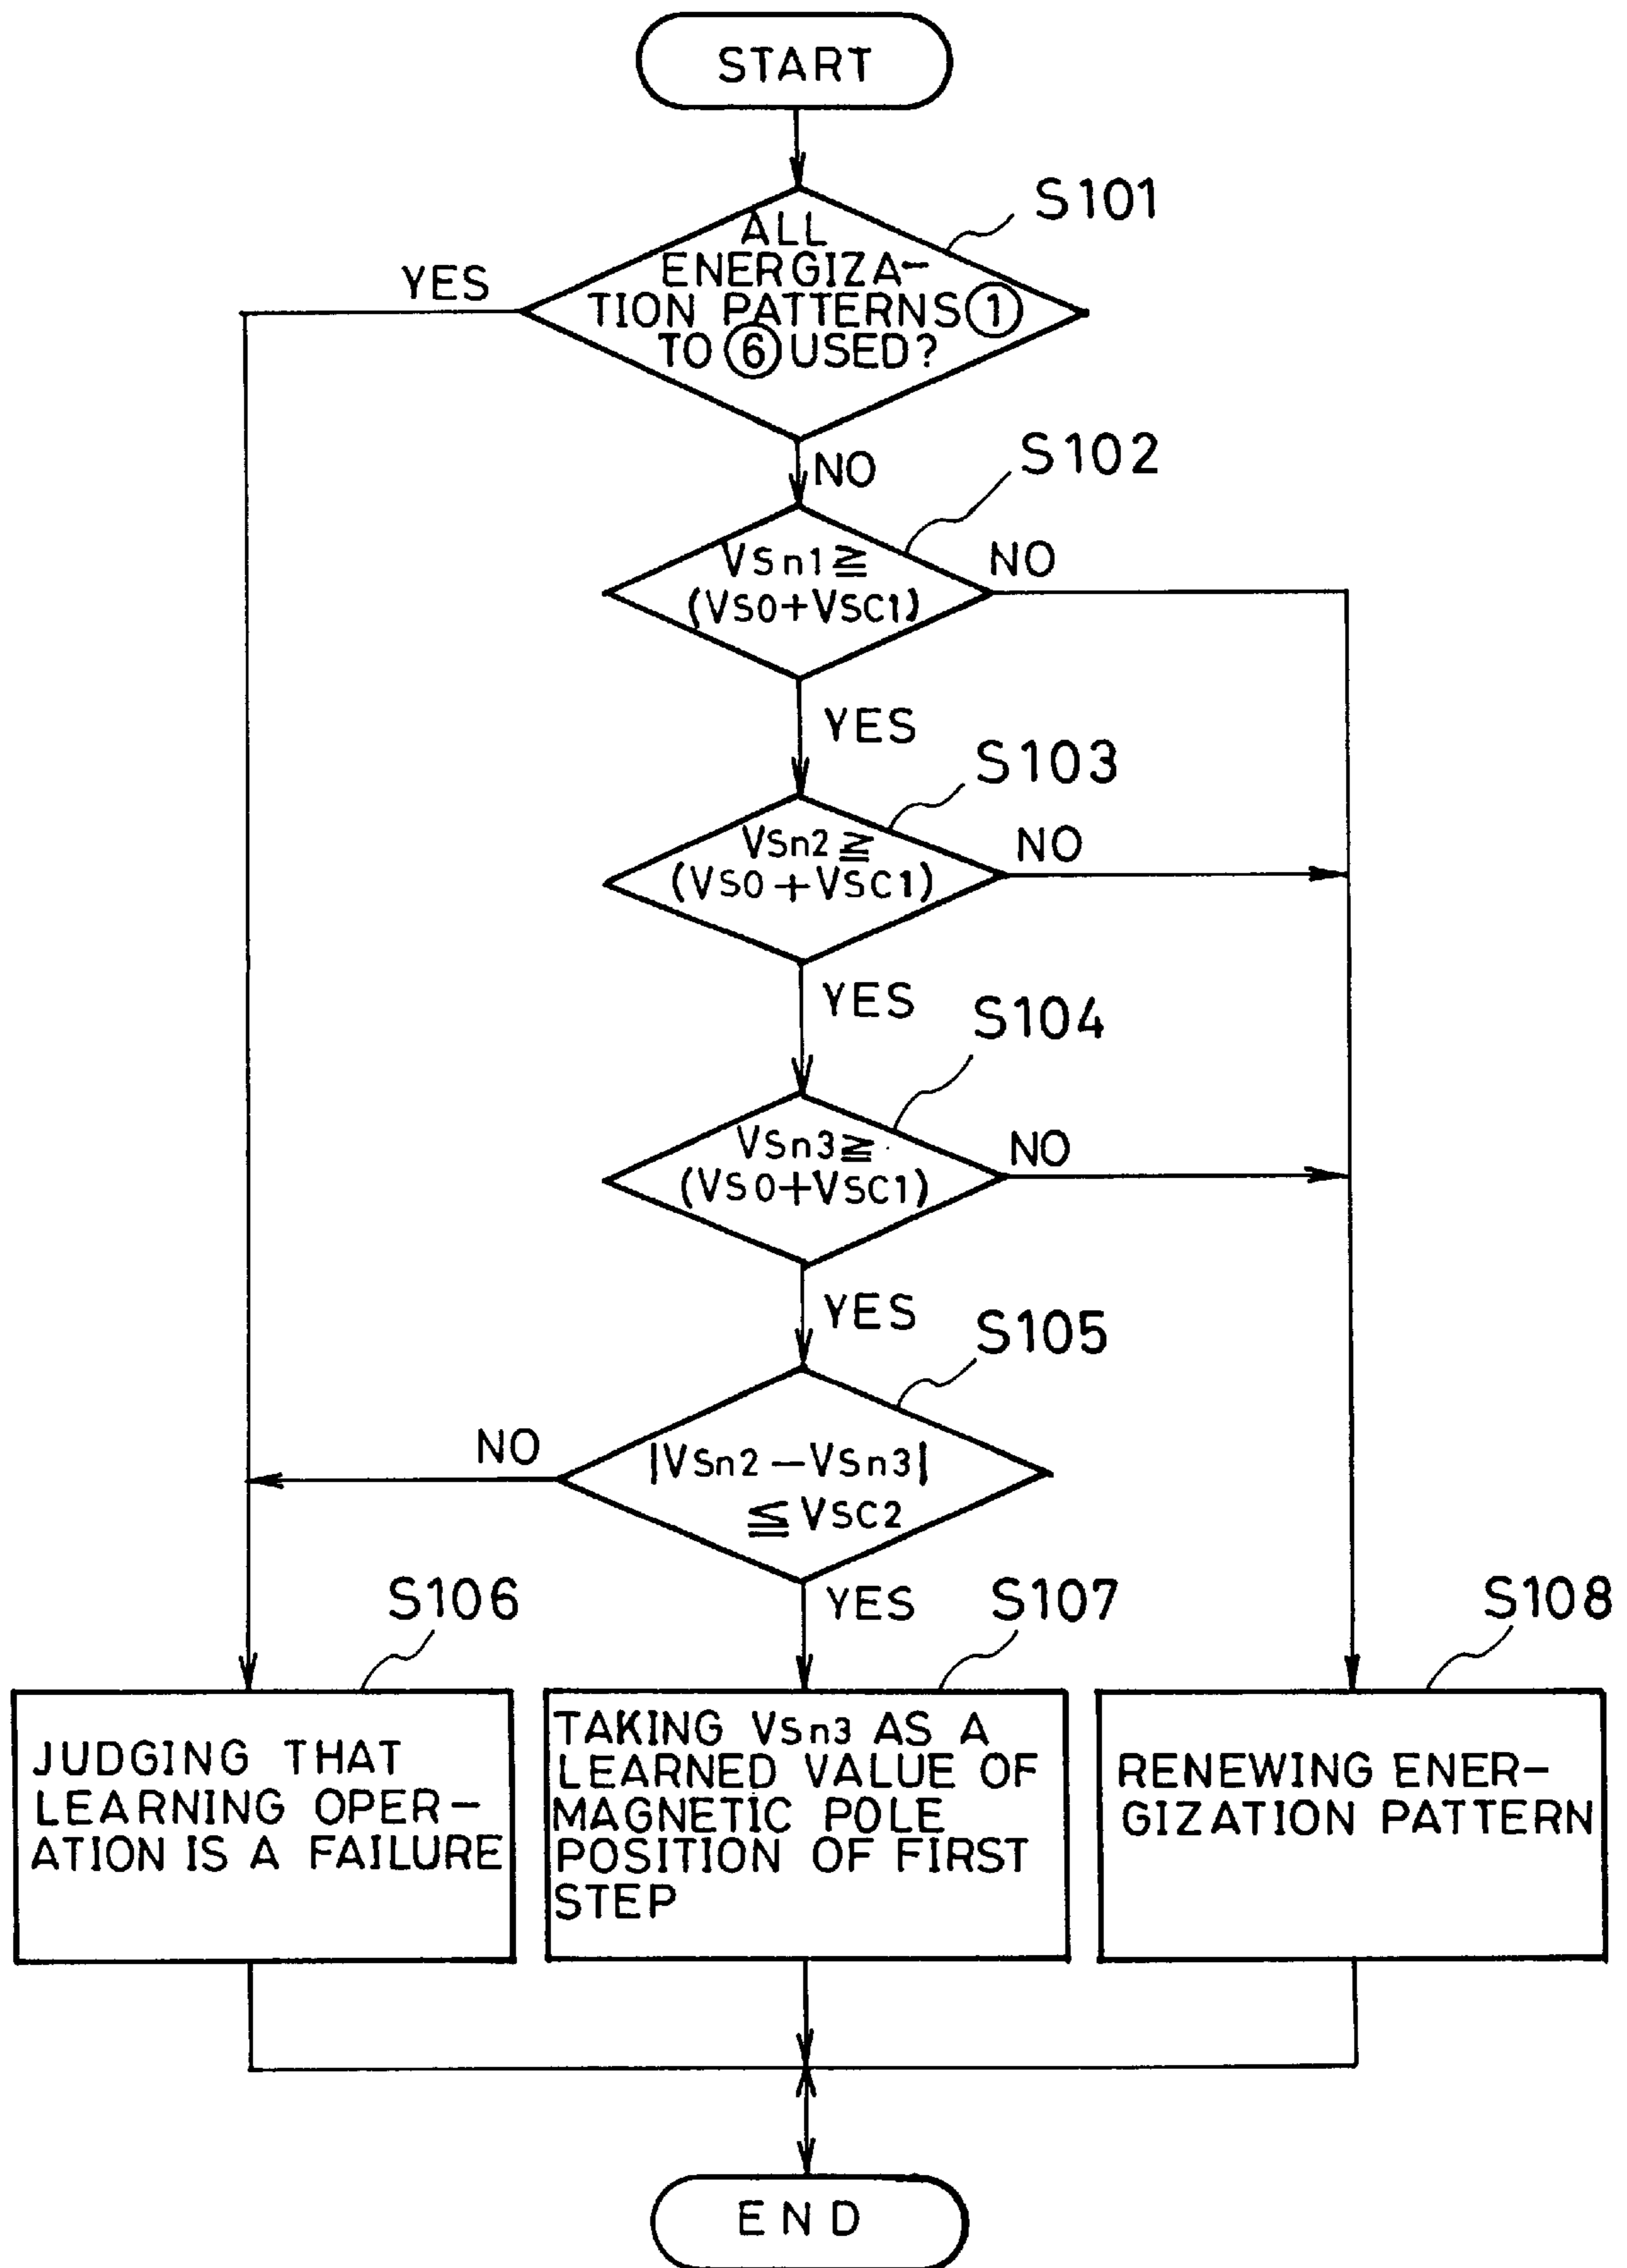 START
S101
ALL
ENERGIZA-
TION PATTERNS ①
TO ⑥ USED?
YES
NO
S102
VSn1 ≧
(VS0+VSC1)
NO
YES
S103
VSn2 ≧
(VS0+VSC1)
NO
YES
S104
VSn3 ≧
(VS0+VSC1)
NO
YES
S105
|VSn2-VSn3|
≦ VSC2
NO
YES
S106
JUDGING THAT
LEARNING OPER-
ATION IS A FAILURE
S107
TAKING VSn3 AS A
LEARNED VALUE OF
MAGNETIC POLE
POSITION OF FIRST
STEP
S108
RENEWING ENER-
GIZATION PATTERN
END